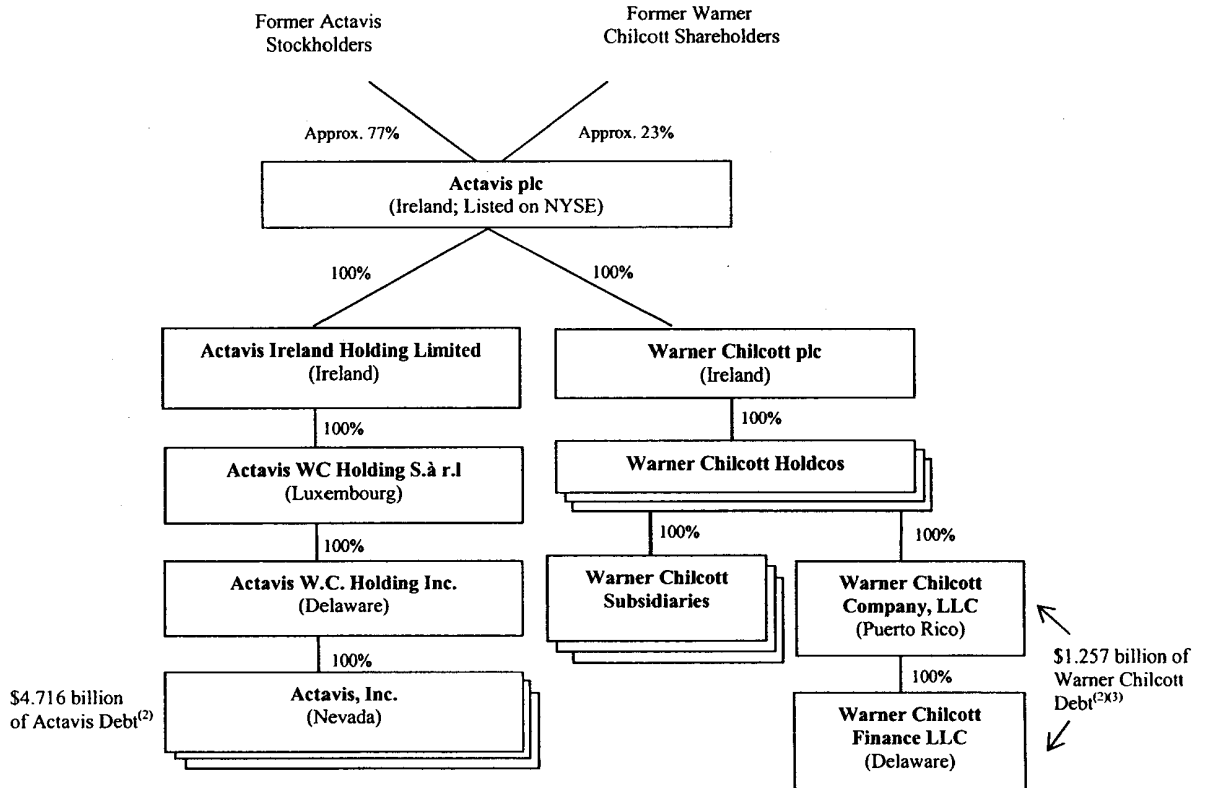 Former Actavis
Stockholders
Former Warner
Chilcott Shareholders
Approx. 77%
Approx. 23%
Actavis plc
(Ireland; Listed on NYSE)
100%
100%
Actavis Ireland Holding Limited
(Ireland)
Warner Chilcott plc
(Ireland)
100%
100%
Actavis WC Holding S.à r.l
(Luxembourg)
Warner Chilcott Holdcos
100%
100%
100%
Actavis W.C. Holding Inc.
(Delaware)
Warner Chilcott
Subsidiaries
Warner Chilcott
Company, LLC
(Puerto Rico)
100%
100%
$4.716 billion
of Actavis Debt(2)
Actavis, Inc.
(Nevada)
$1.257 billion of
Warner Chilcott
Debt(2)(3)
Warner Chilcott
Finance LLC
(Delaware)